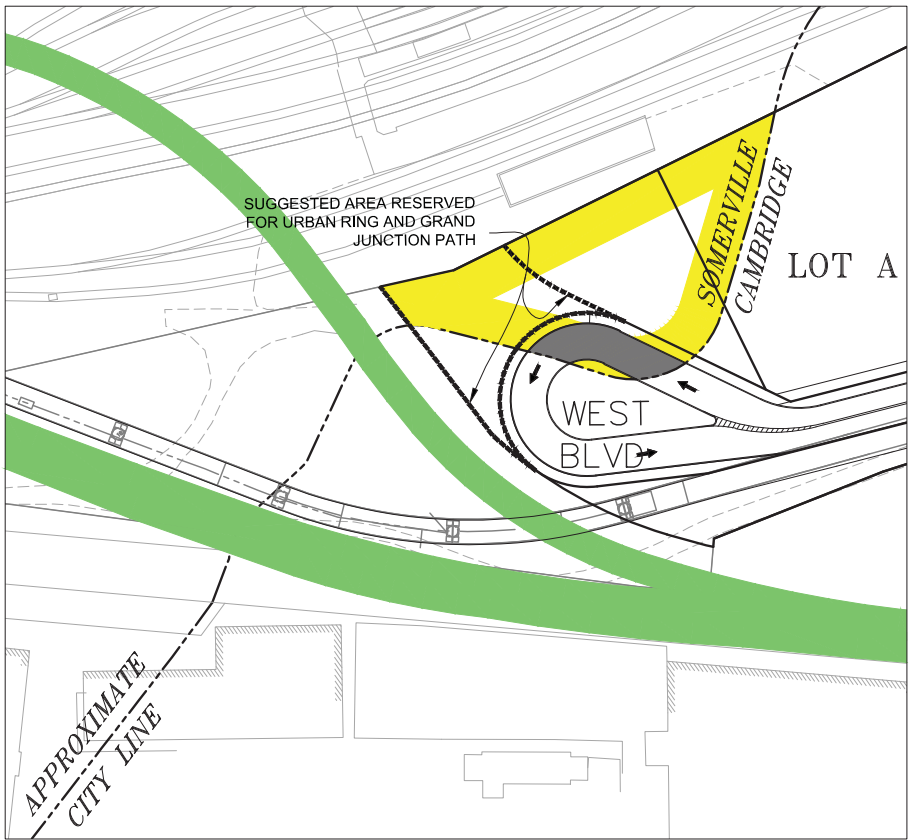 SUGGESTED AREA RESERVED
FOR URBAN RING AND GRAND
JUNCTION PATH
SOMERVILLE
CAMBRIDGE
LOT A
WEST
BLVD
APPROXIMATE
CITY LINE